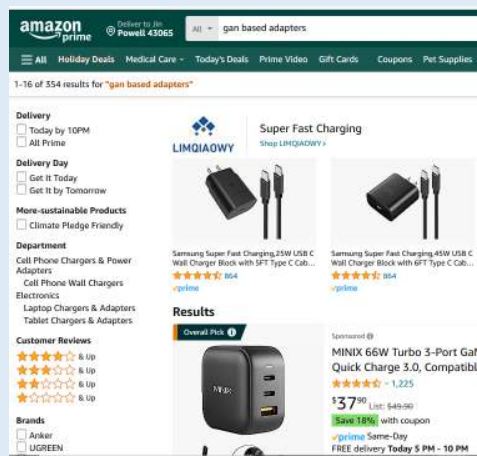 amazon
prime
Deliver to Jin
Powell 43065
All
gan based adapters
All
Holiday Deals
Medical Care
Today's Deals
Prime Video
Gift Cards
Coupons
Pet Supplies
1-16 of 354 results for "gan based adapters"
Delivery
Today by 10PM
All Prime
Delivery Day
Get It Today
Get It by Tomorrow
More-sustainable Products
Climate Pledge Friendly
Department
Cell Phone Chargers & Power
Adapters
Cell Phone Wall Chargers
Electronics
Laptop Chargers & Adapters
Tablet Chargers & Adapters
Customer Reviews
& Up
& Up
& Up
& Up
Brands
Anker
UGREEN
LIMQIAOWY
Super Fast Charging
Shop LIMQIAOWY ›
Samsung Super Fast Charging,25W USB C
Wall Charger Block with 5FT Type C Cab...
864
prime
Samsung Super Fast Charging,45W USB C
Wall Charger Block with 6FT Type C Cab...
864
prime
Results
Overall Pick
MINIX
Sponsored
MINIX 66W Turbo 3-Port GaN
Quick Charge 3.0, Compatibl
1,225
$37.90 List: $49.90
Save 18% with coupon
prime Same-Day
FREE delivery Today 5 PM - 10 PM